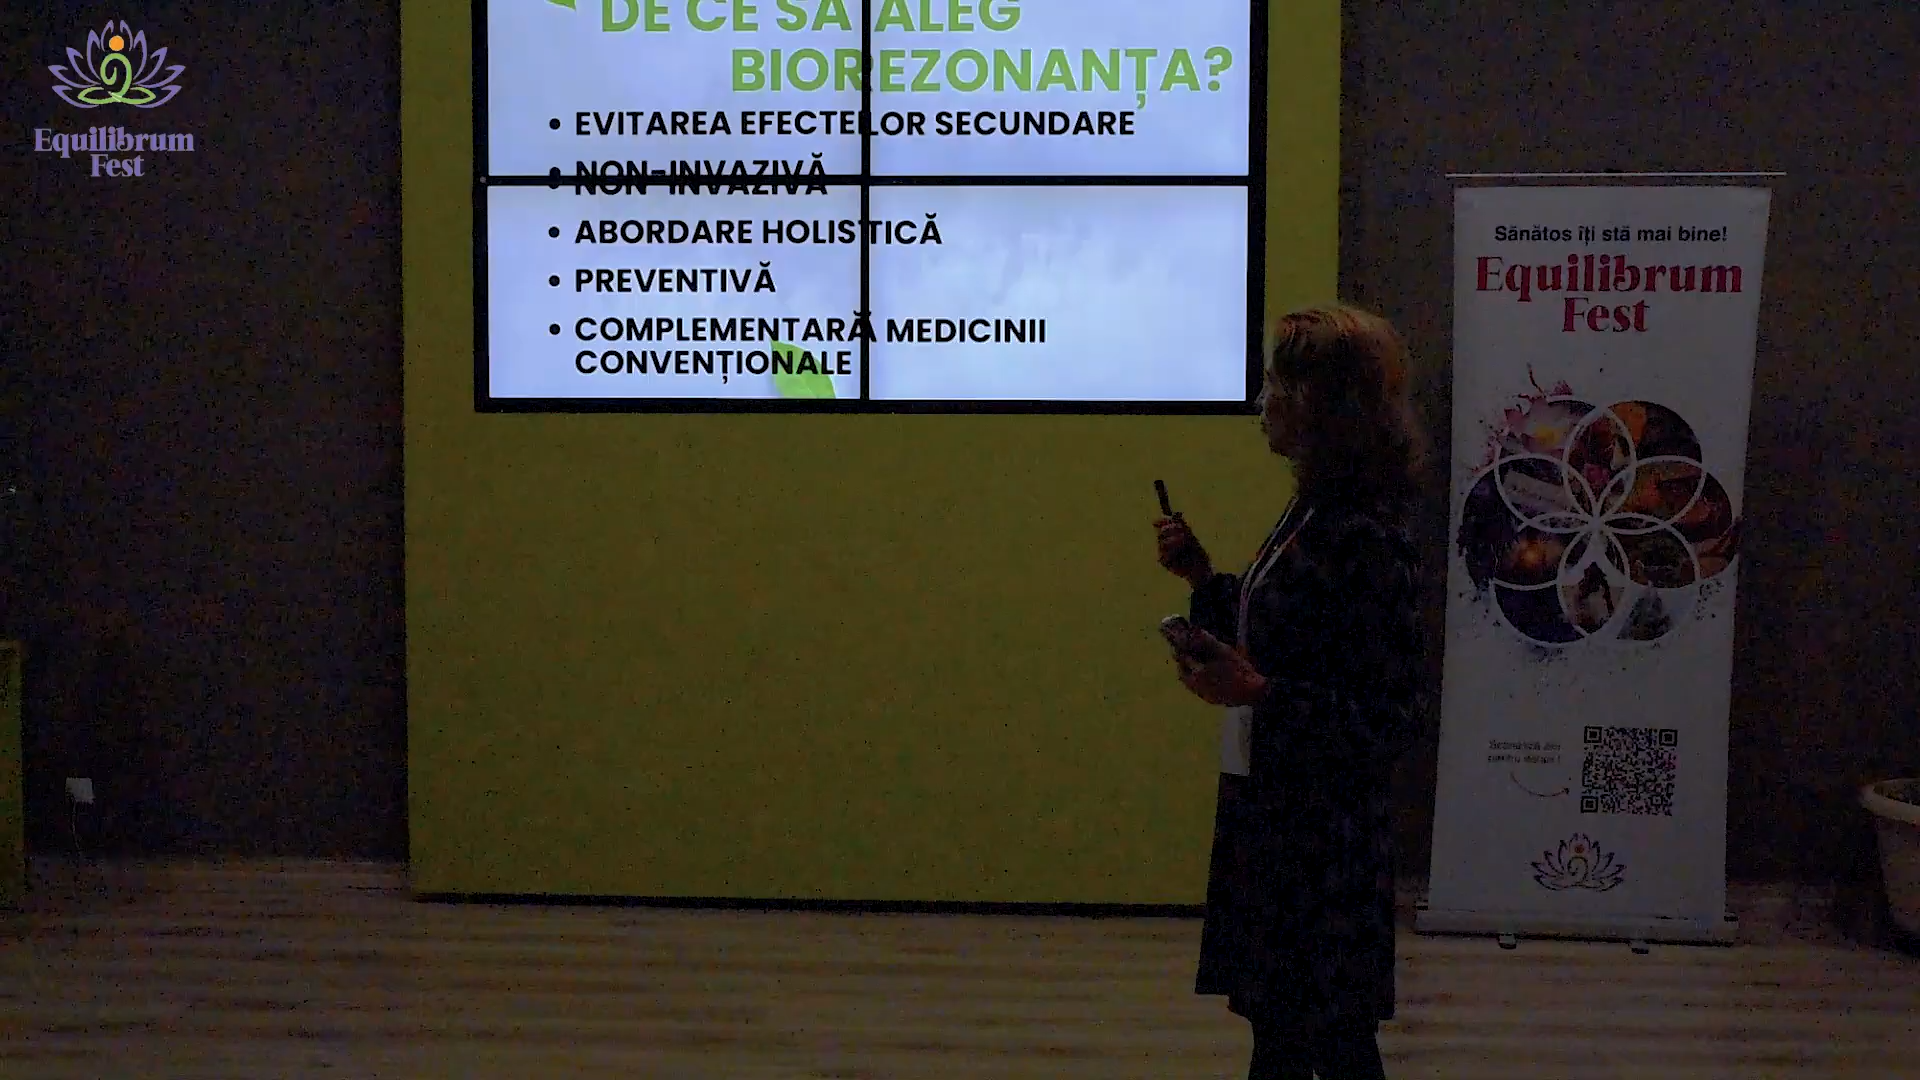 DE CE SĂ ALEG
BIOREZONANȚA?
• EVITAREA EFECTELOR SECUNDARE
• NON-INVAZIVĂ
• ABORDARE HOLISTICĂ
• PREVENTIVĂ
• COMPLEMENTARĂ MEDICINII
CONVENȚIONALE
Equilibrum
Fest
Sănătos îți stă mai bine!
Equilibrum
Fest